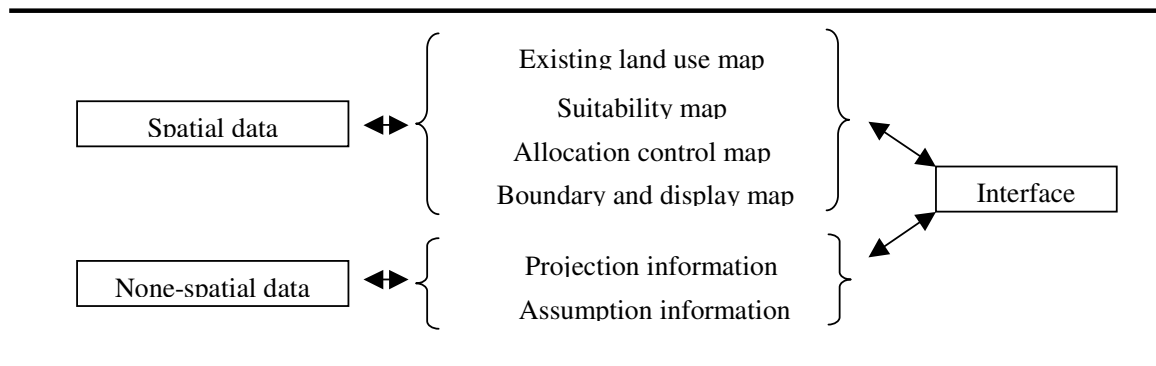 Existing land use map
Spatial data
Suitability map
Allocation control map
Boundary and display map
Interface
None-spatial data
Projection information
Assumption information